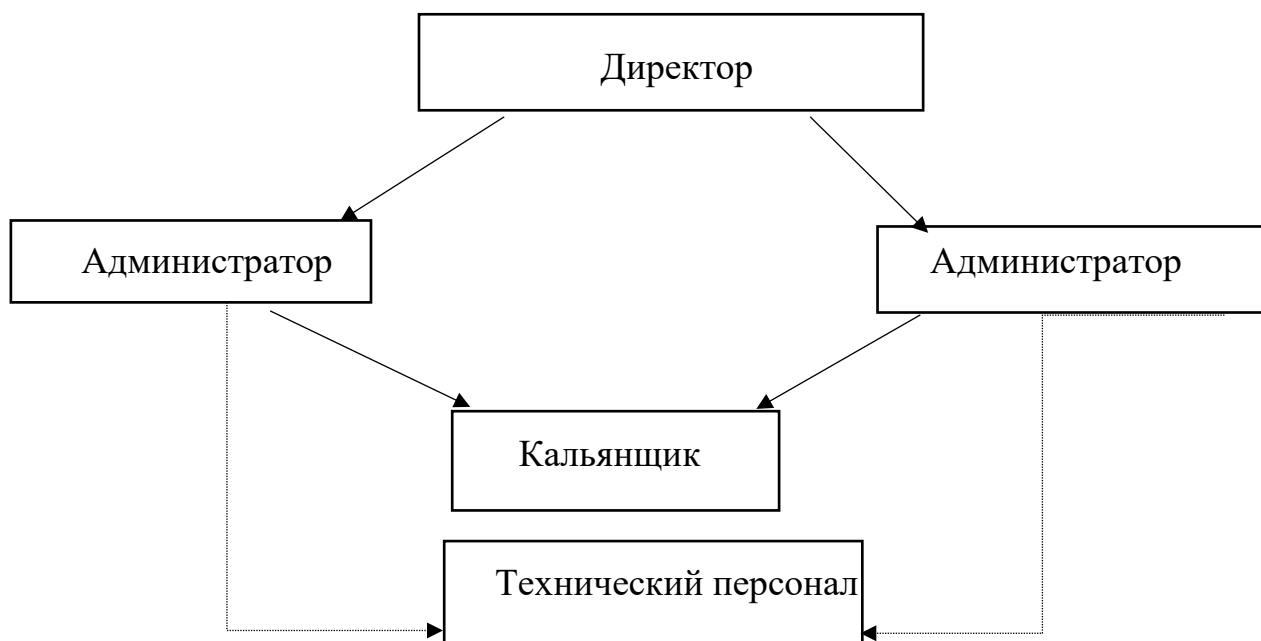 Директор
Администратор
Администратор
Кальянщик
Технический персонал